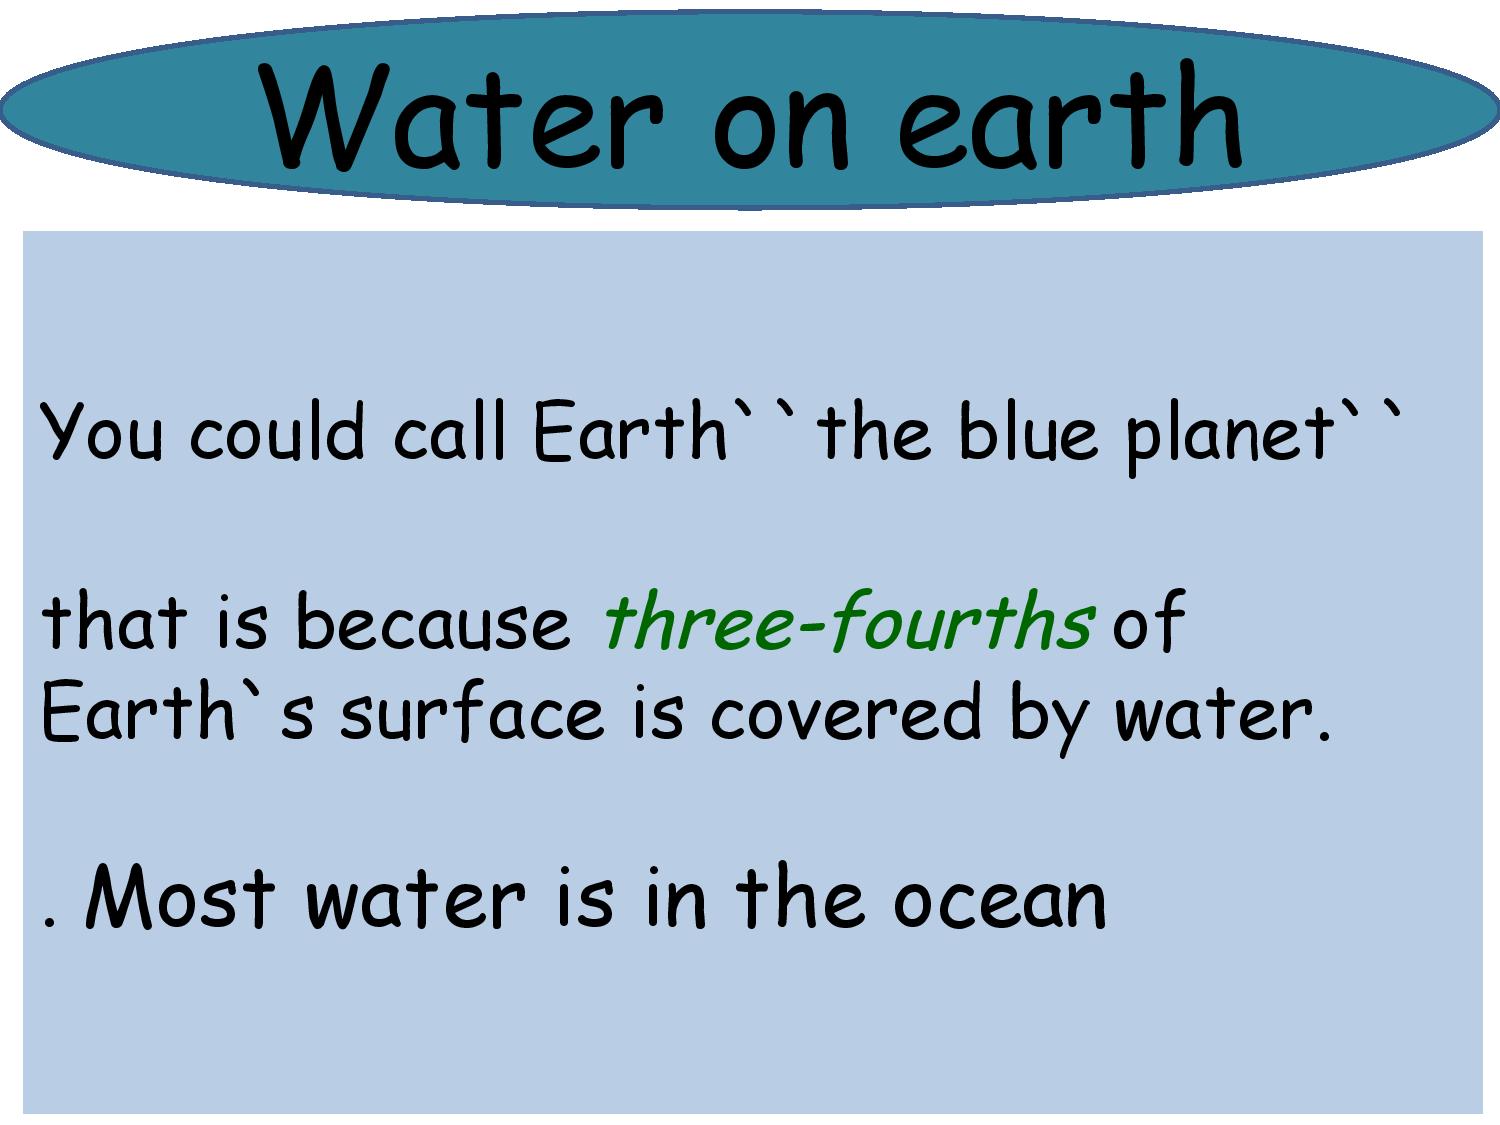 Water on earth
You could call Earth``the blue planet``
that is because three-fourths of
Earth`s surface is covered by water.
. Most water is in the ocean